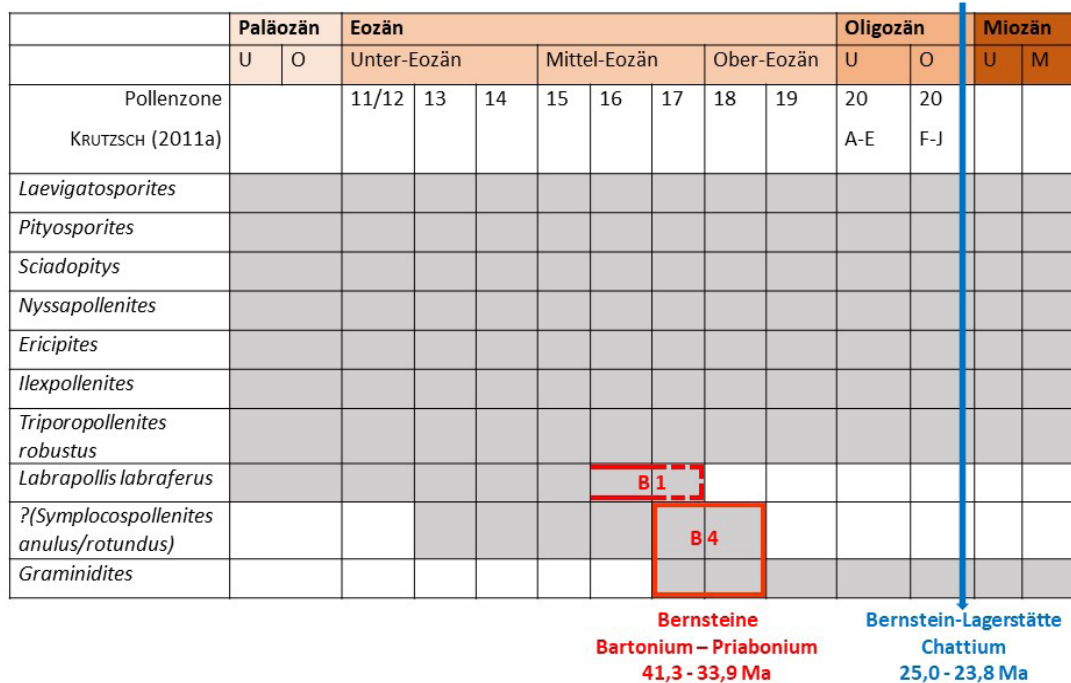 Paläozän Eozän Oligozän Miozän
U O Unter-Eozän Mittel-Eozän Ober-Eozän U O U M
Pollenzone 11/12 13 14 15 16 17 18 19 20 20
KRUTZSCH (2011a) A-E F-J
Laevigatosporites
Pityosporites
Sciadopitys
Nyssapollenites
Ericipites
Ilexpollenites
Triporopollenites
robustus
Labrapollis labraferus B 1
?(Symplocospollenites
anulus/rotundus) B 4
Graminidites
Bernsteine Bernstein-Lagerstätte
Bartonium – Priabonium Chattium
41,3 - 33,9 Ma 25,0 - 23,8 Ma